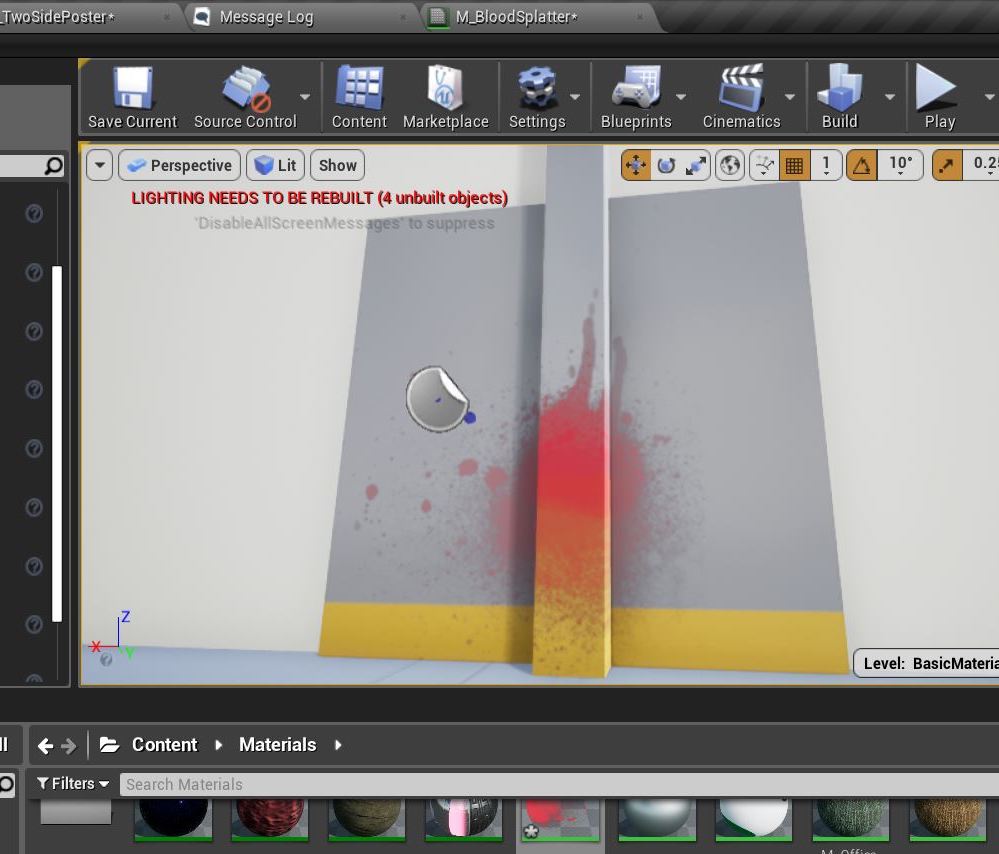 _TwoSidePoster*
Message Log
M_BloodSplatter*
Save Current
Source Control
Content
Marketplace
Settings
Blueprints
Cinematics
Build
Play
Perspective
Lit
Show
1
10°
0.25
LIGHTING NEEDS TO BE REBUILT (4 unbuilt objects)
'DisableAllScreenMessages' to suppress
Z
X
Y
Level: BasicMateria
Content
Materials
Filters
Search Materials